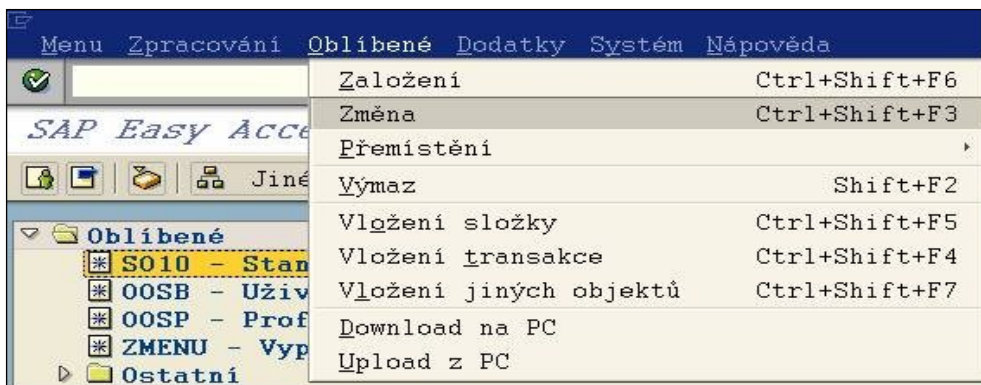 Menu Zpracování Oblíbené Dodatky Systém Nápověda
Založení Ctrl+Shift+F6
Změna Ctrl+Shift+F3
SAP Easy Acce
Přemístění
Jiné
Výmaz Shift+F2
Vložení složky Ctrl+Shift+F5
Oblíbené
Vložení transakce Ctrl+Shift+F4
SO10 - Stan
Vložení jiných objektů Ctrl+Shift+F7
OOSB - Uživ
OOSP - Prof
Download na PC
ZMENU - Vyp
Upload z PC
Ostatní